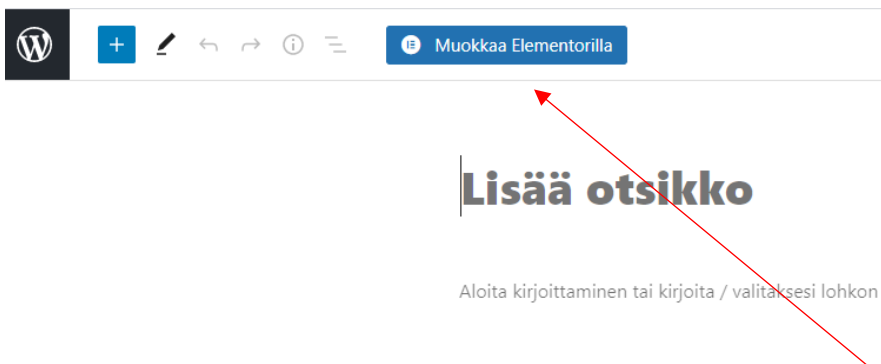 Muokkaa Elementorilla
Lisää otsikko
Aloita kirjoittaminen tai kirjoita / valitaksesi lohkon